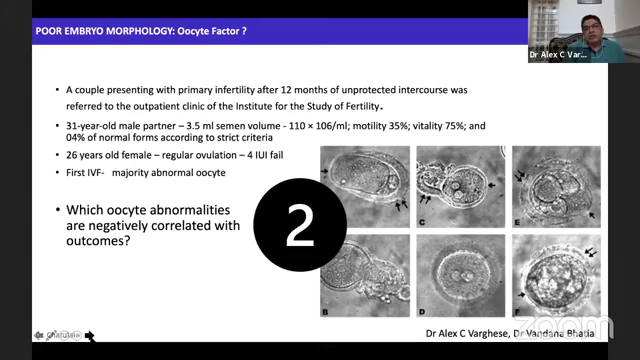 POOR EMBRYO MORPHOLOGY: Oocyte Factor ?
Dr Alex C Var...
• A couple presenting with primary infertility after 12 months of unprotected intercourse was
referred to the outpatient clinic of the Institute for the Study of Fertility.
• 31-year-old male partner – 3.5 ml semen volume - 110 × 106/ml; motility 35%; vitality 75%; and
04% of normal forms according to strict criteria
• 26 years old female – regular ovulation – 4 IUI fail
• First IVF- majority abnormal oocyte
• Which oocyte abnormalities
are negatively correlated with
outcomes?
2
C
E
B
D
F
Dr Alex C Varghese, Dr Vandana Bhatia
zoom